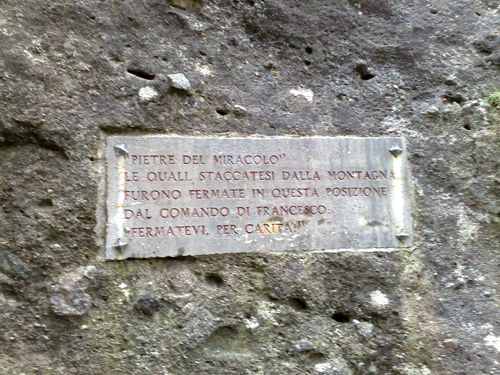 "PIETRE DEL MIRACOLO"
LE QUALI, STACCATESI DALLA MONTAGNA,
FURONO FERMATE IN QUESTA POSIZIONE
DAL COMANDO DI FRANCESCO:
"FERMATEVI, PER CARITÀ!"